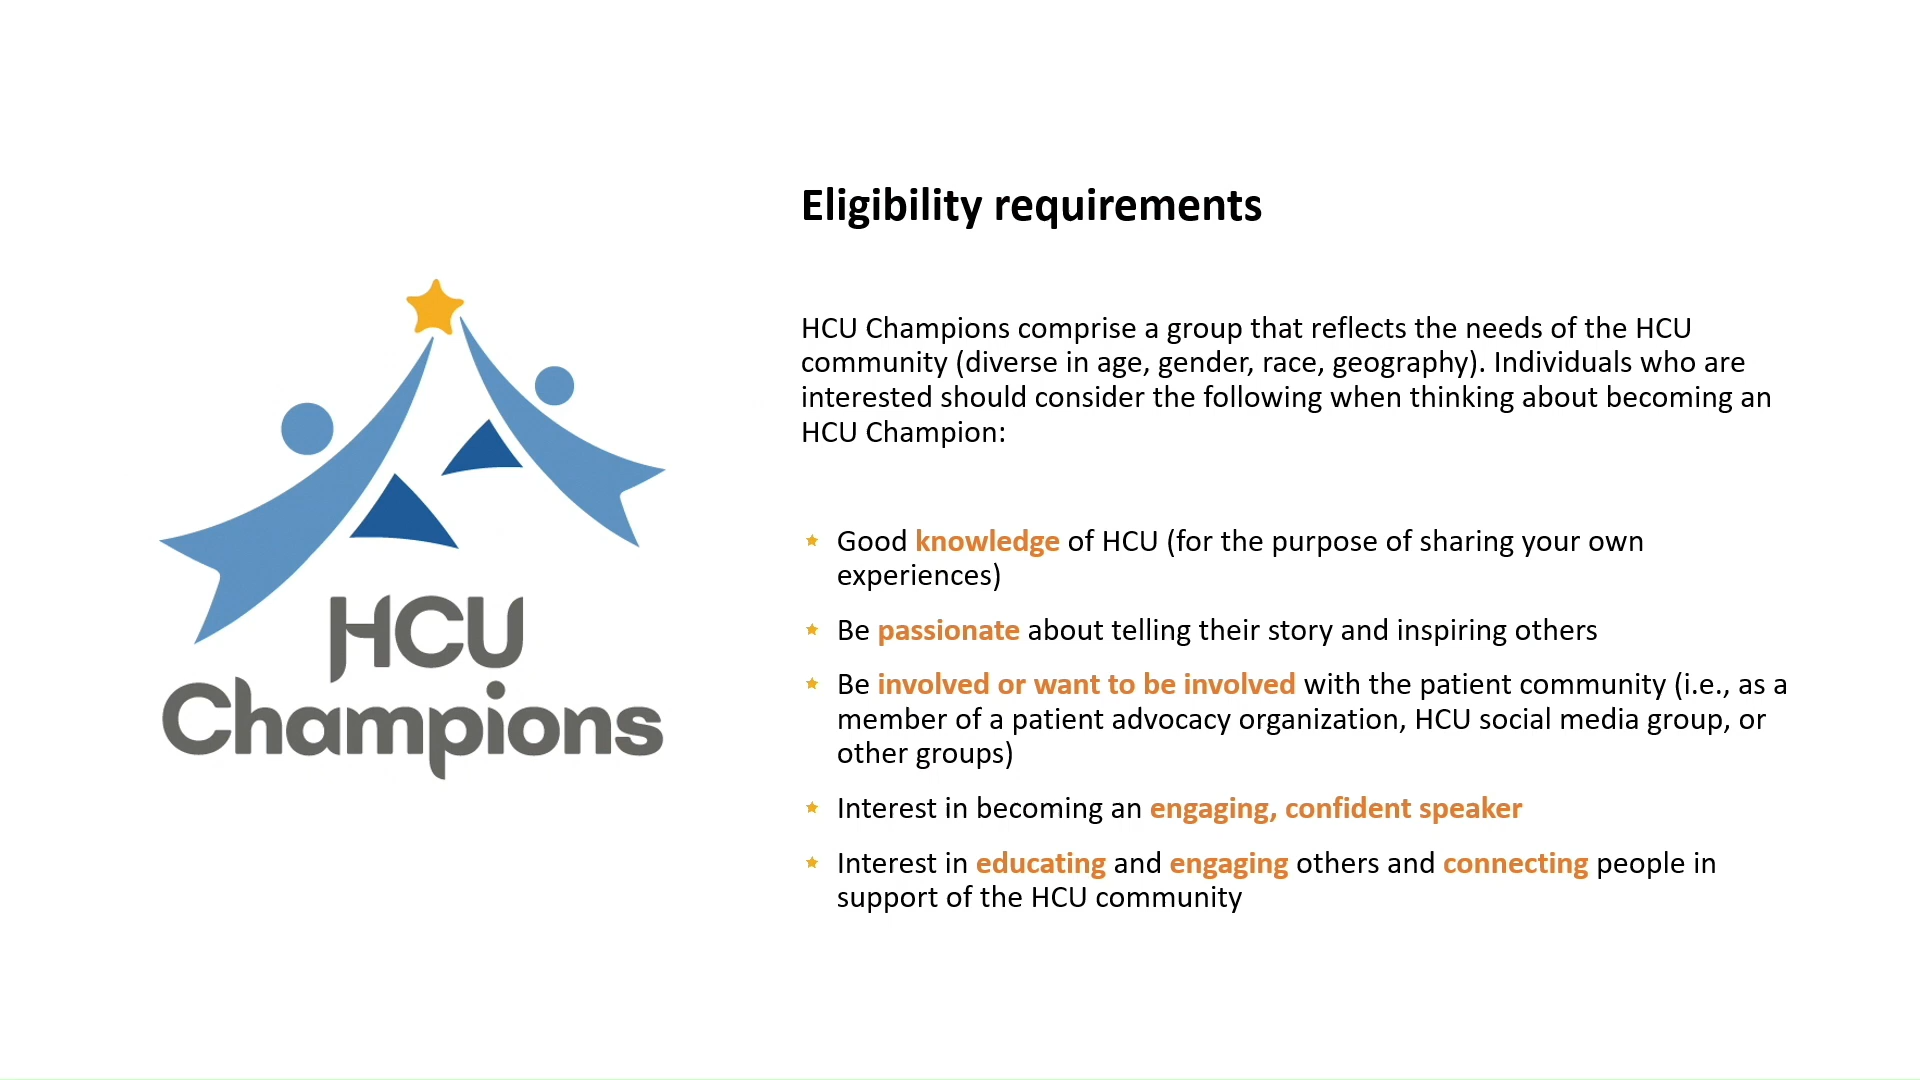 Eligibility requirements
HCU Champions comprise a group that reflects the needs of the HCU
community (diverse in age, gender, race, geography). Individuals who are
interested should consider the following when thinking about becoming an
HCU Champion:
Good knowledge of HCU (for the purpose of sharing your own
experiences)
Be passionate about telling their story and inspiring others
Be involved or want to be involved with the patient community (i.e., as a
member of a patient advocacy organization, HCU social media group, or
other groups)
Interest in becoming an engaging, confident speaker
Interest in educating and engaging others and connecting people in
support of the HCU community
HCU
Champions